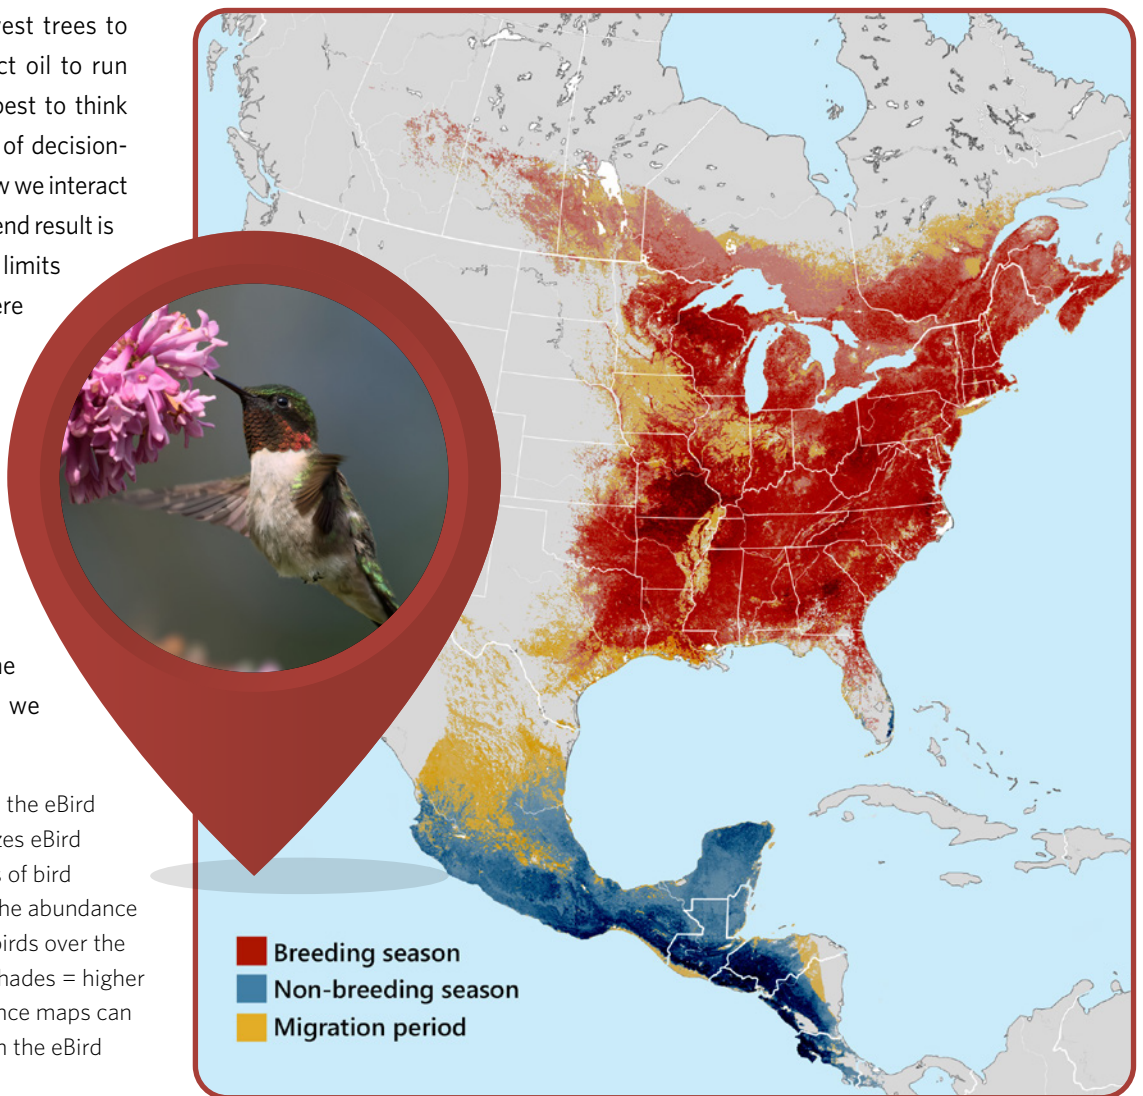 est trees to
ct oil to run
best to think
of decision-
w we interact
end result is
limits
ere
ne
we
the eBird
zes eBird
s of bird
he abundance
birds over the
hades = higher
nce maps can
n the eBird
Breeding season
Non-breeding season
Migration period